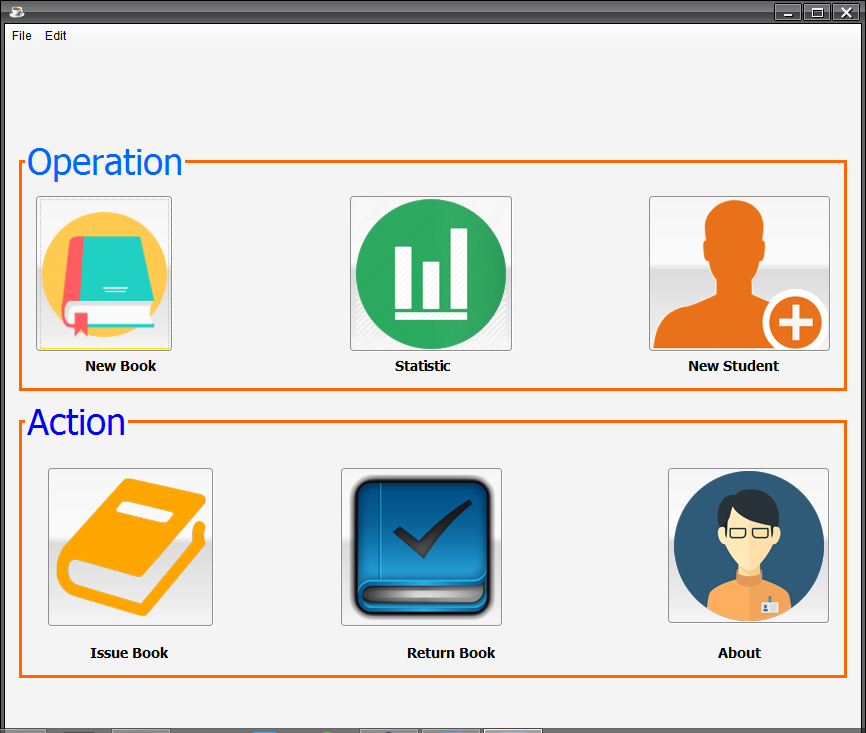 File Edit
Operation
New Book Statistic New Student
Action
Issue Book Return Book About